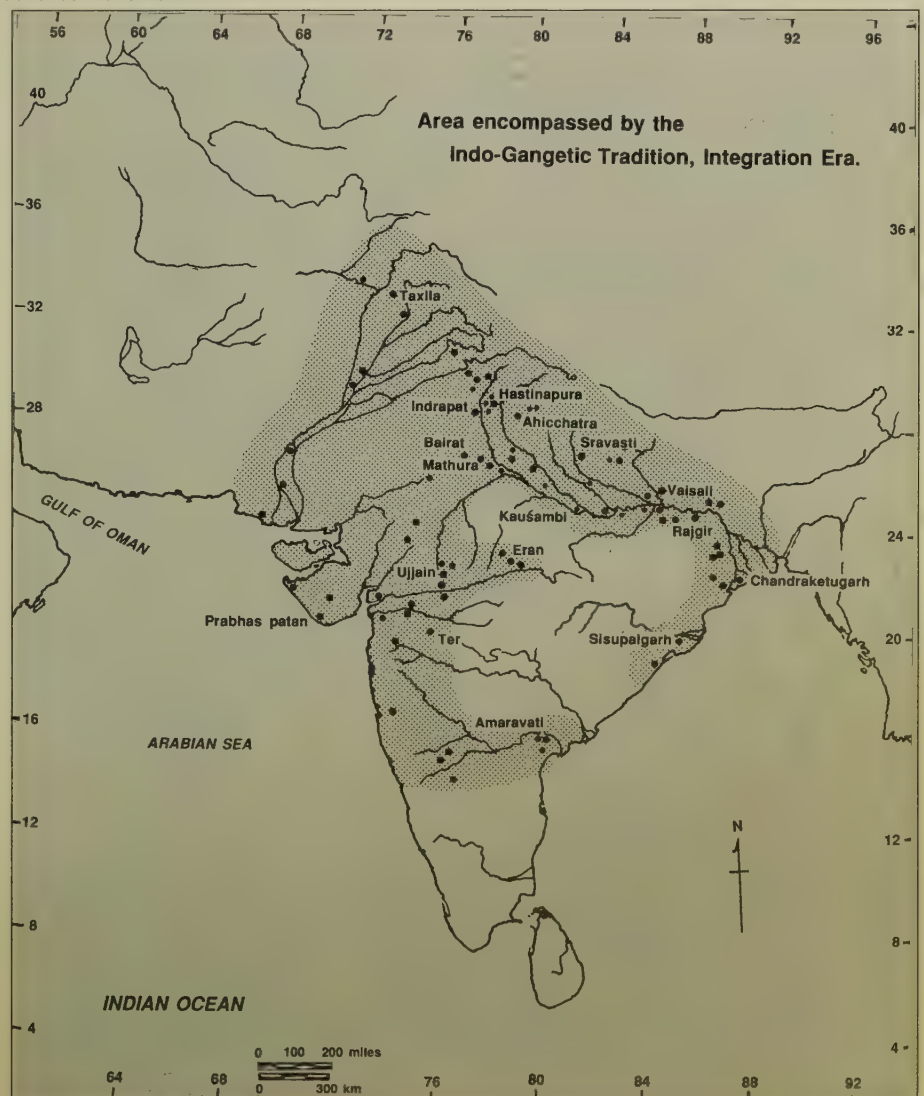 56 60 64 68 72 76 80 84 88 92 96
40
40
Area encompassed by the
Indo-Gangetic Tradition, Integration Era.
36
36
Taxila
32
32
Hastinapura
28
28
Indrapat
Ahicchatra
Bairat
Sravasti
Mathura
Vaisali
GULF OF OMAN
Kauśambi
Rajgir
24
24
Eran
Ujjain
Chandraketugarh
Prabhas patan
Ter
Sisupalgarh
20
20
16
16
Amaravati
ARABIAN SEA
12
12
N
8
8
INDIAN OCEAN
4
4
0 100 200 miles
0 300 km
64 76 80 84 88 92